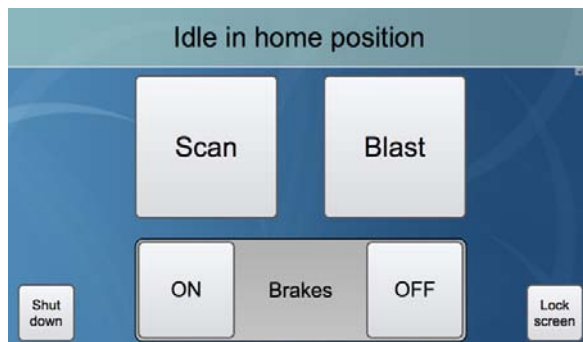 Idle in home position
Scan
Blast
ON
Brakes
OFF
Shut
down
Lock
screen